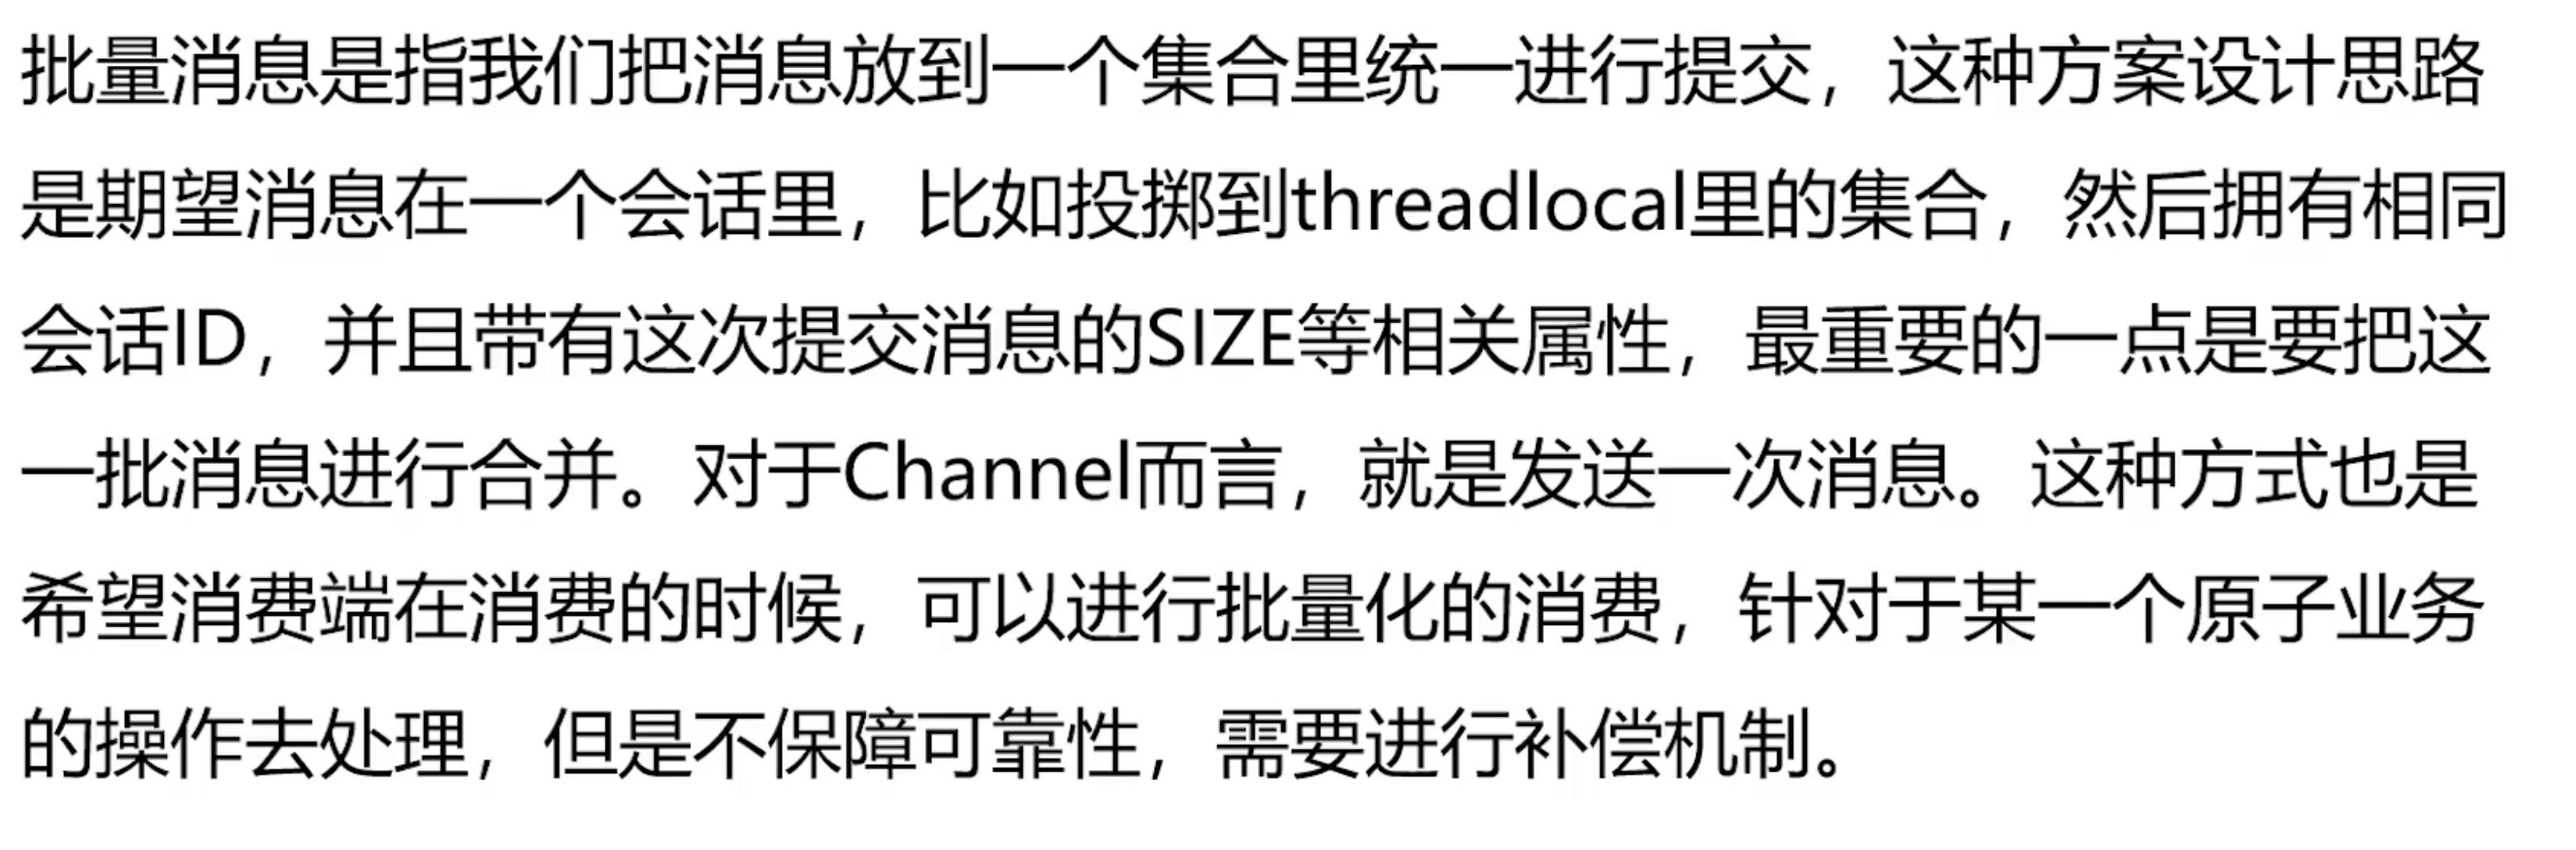 批量消息是指我们把消息放到一个集合里统一进行提交，这种方案设计思路
是期望消息在一个会话里，比如投掷到threadlocal里的集合，然后拥有相同
会话ID，并且带有这次提交消息的SIZE等相关属性，最重要的一点是要把这
一批消息进行合并。对于Channel而言，就是发送一次消息。这种方式也是
希望消费端在消费的时候，可以进行批量化的消费，针对于某一个原子业务
的操作去处理，但是不保障可靠性，需要进行补偿机制。